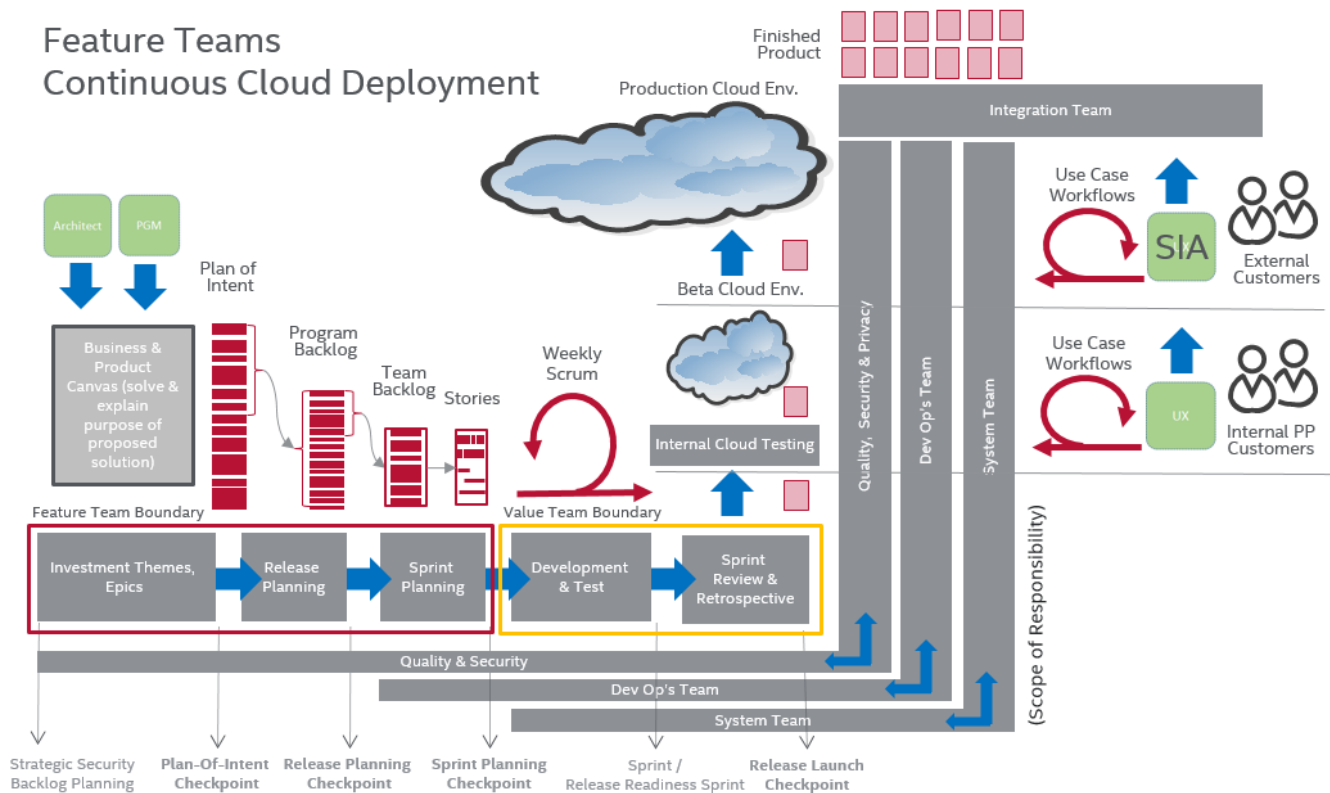 Feature Teams
Continuous Cloud Deployment
Finished
Product
Production Cloud Env.
Integration Team
Architect
PGM
Plan of
Intent
Use Case
Workflows
SIA
External
Customers
Beta Cloud Env.
Business &
Product
Canvas (solve &
explain
purpose of
proposed
solution)
Program
Backlog
Team
Backlog
Stories
Weekly
Scrum
Internal Cloud Testing
Quality, Security & Privacy
Dev Op's Team
System Team
Use Case
Workflows
UX
Internal PP
Customers
(Scope of Responsibility)
Feature Team Boundary
Value Team Boundary
Investment Themes,
Epics
Release
Planning
Sprint
Planning
Development
& Test
Sprint
Review &
Retrospective
Quality & Security
Dev Op's Team
System Team
Strategic Security
Backlog Planning
Plan-Of-Intent
Checkpoint
Release Planning
Checkpoint
Sprint Planning
Checkpoint
Sprint /
Release Readiness Sprint
Release Launch
Checkpoint